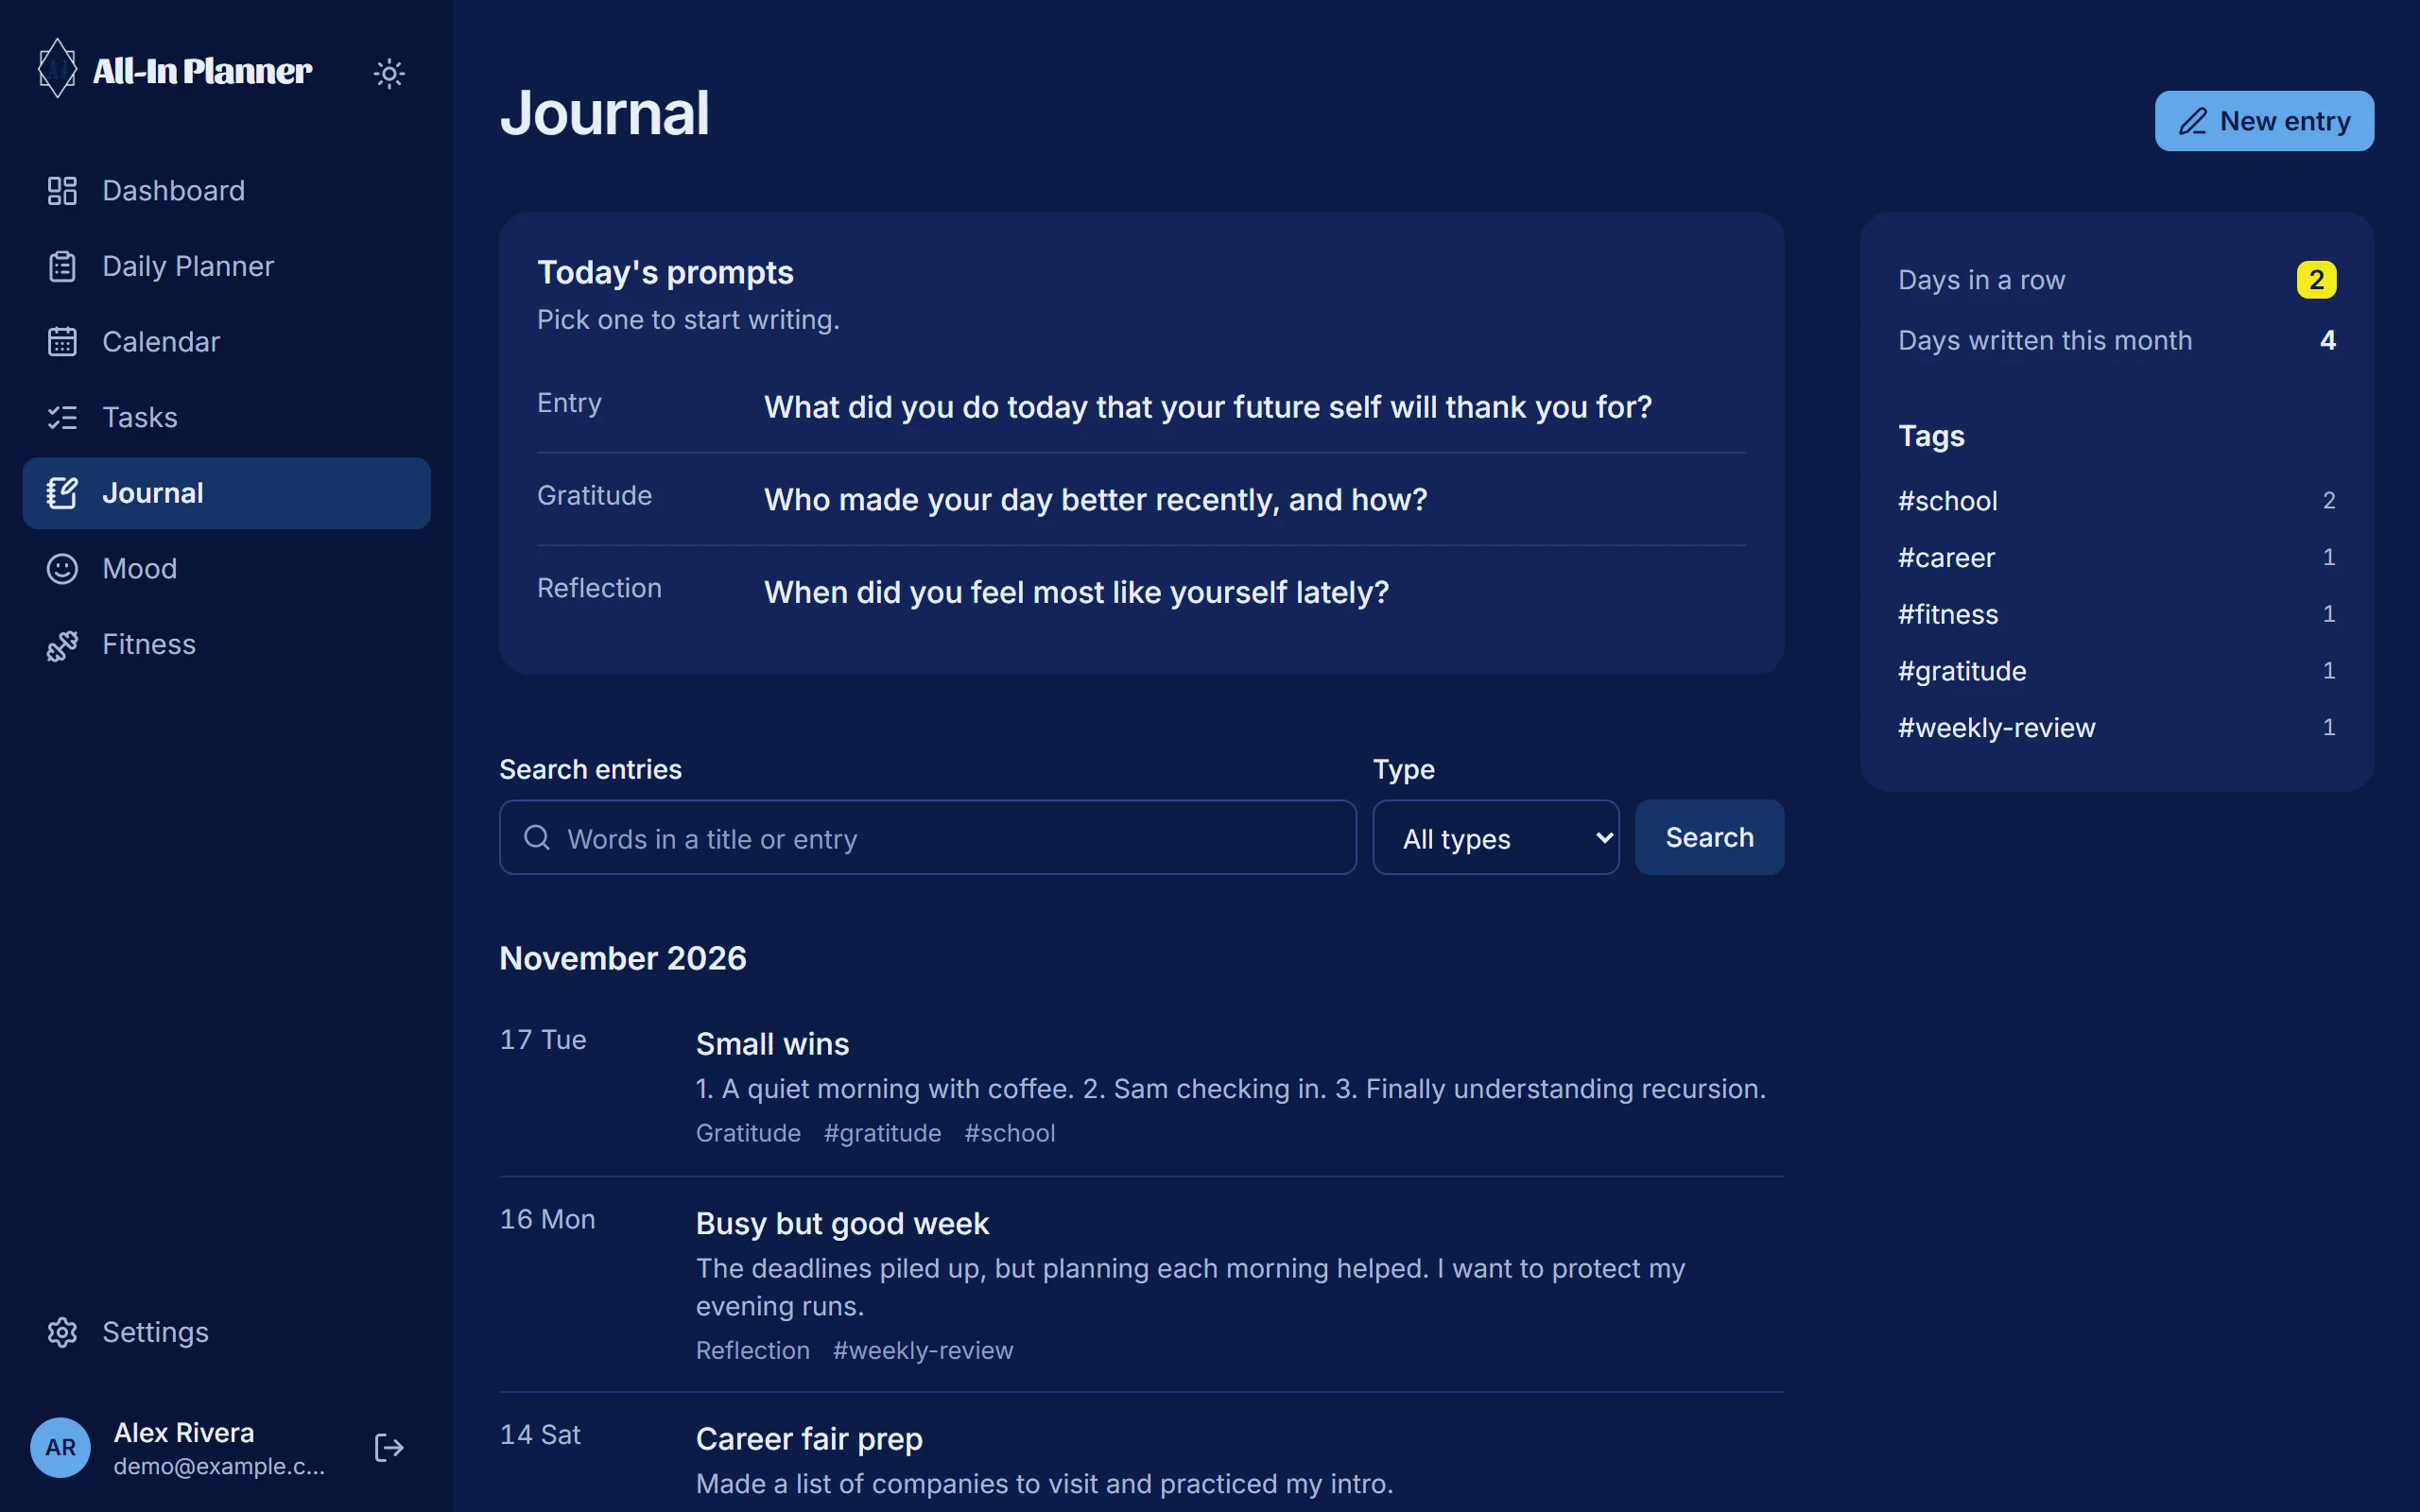 All-In Planner
Dashboard
Daily Planner
Calendar
Tasks
Journal
Mood
Fitness
Settings
AR
Alex Rivera
demo@example.c...
Journal
New entry
Today's prompts
Pick one to start writing.
Entry What did you do today that your future self will thank you for?
Gratitude Who made your day better recently, and how?
Reflection When did you feel most like yourself lately?
Search entries
Words in a title or entry
Type
All types
Search
November 2026
17 Tue
Small wins
1. A quiet morning with coffee. 2. Sam checking in. 3. Finally understanding recursion.
Gratitude #gratitude #school
16 Mon
Busy but good week
The deadlines piled up, but planning each morning helped. I want to protect my
evening runs.
Reflection #weekly-review
14 Sat
Career fair prep
Made a list of companies to visit and practiced my intro.
Days in a row 2
Days written this month 4
Tags
#school 2
#career 1
#fitness 1
#gratitude 1
#weekly-review 1